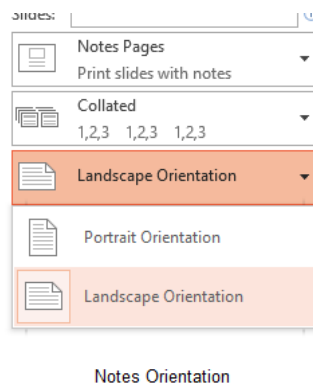 Slides:
Notes Pages
Print slides with notes
Collated
1,2,3 1,2,3 1,2,3
Landscape Orientation
Portrait Orientation
Landscape Orientation
Notes Orientation